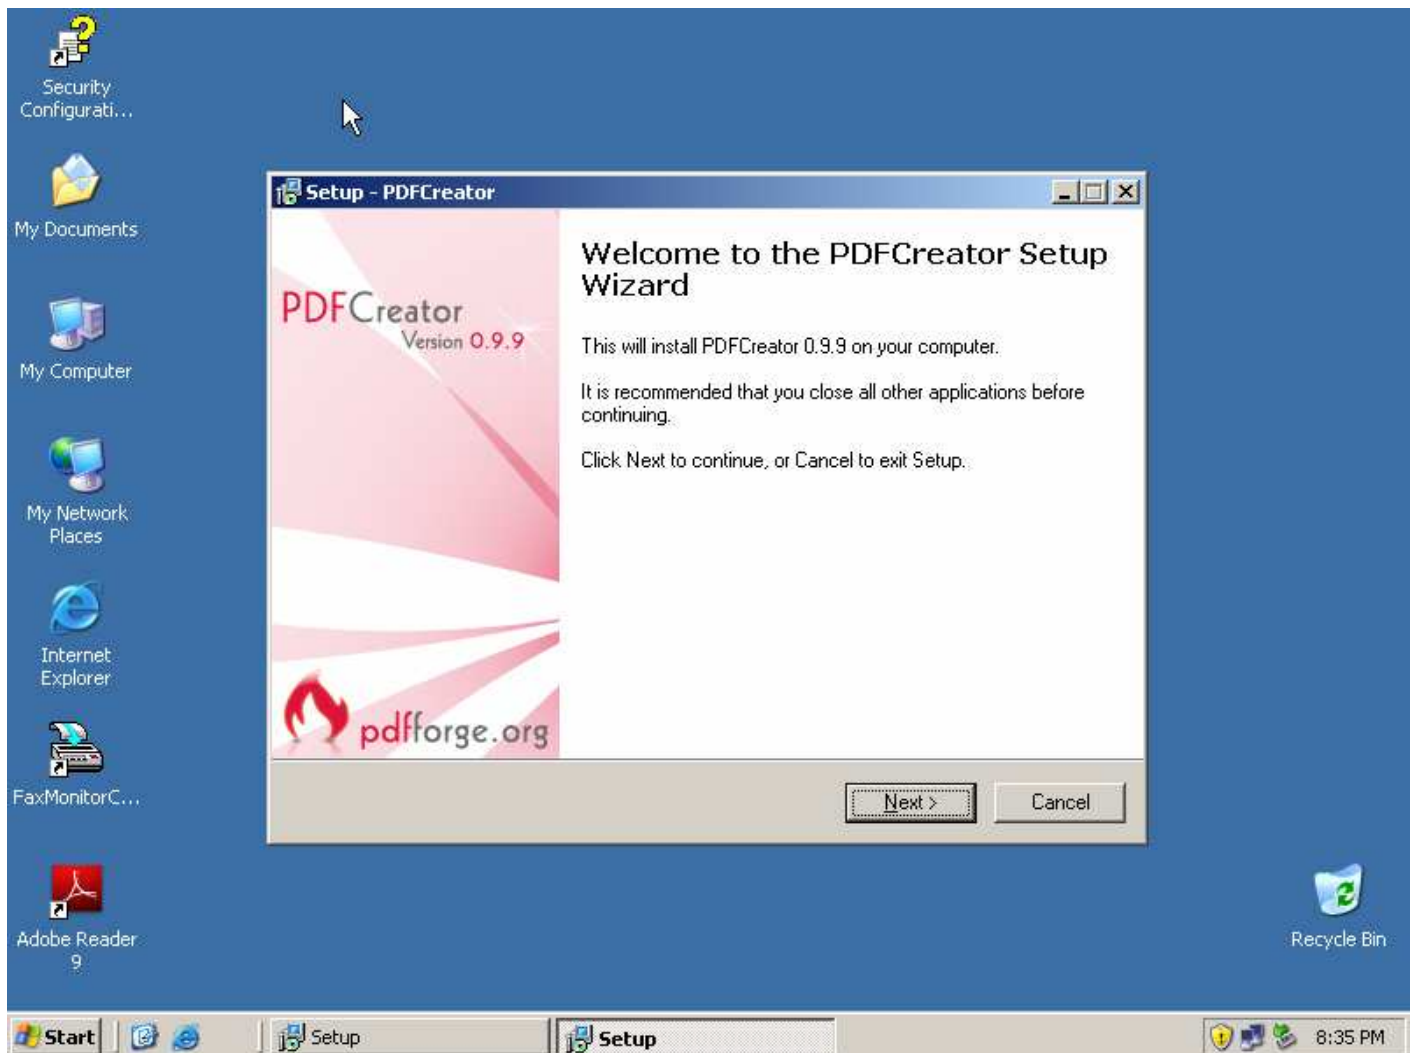 Security
Configurati...
My Documents
My Computer
My Network
Places
Internet
Explorer
FaxMonitorC...
Adobe Reader
9
Setup - PDFCreator
PDFCreator
Version 0.9.9
pdfforge.org
Welcome to the PDFCreator Setup
Wizard
This will install PDFCreator 0.9.9 on your computer.
It is recommended that you close all other applications before
continuing.
Click Next to continue, or Cancel to exit Setup.
Next >
Cancel
Recycle Bin
Start
Setup
Setup
8:35 PM